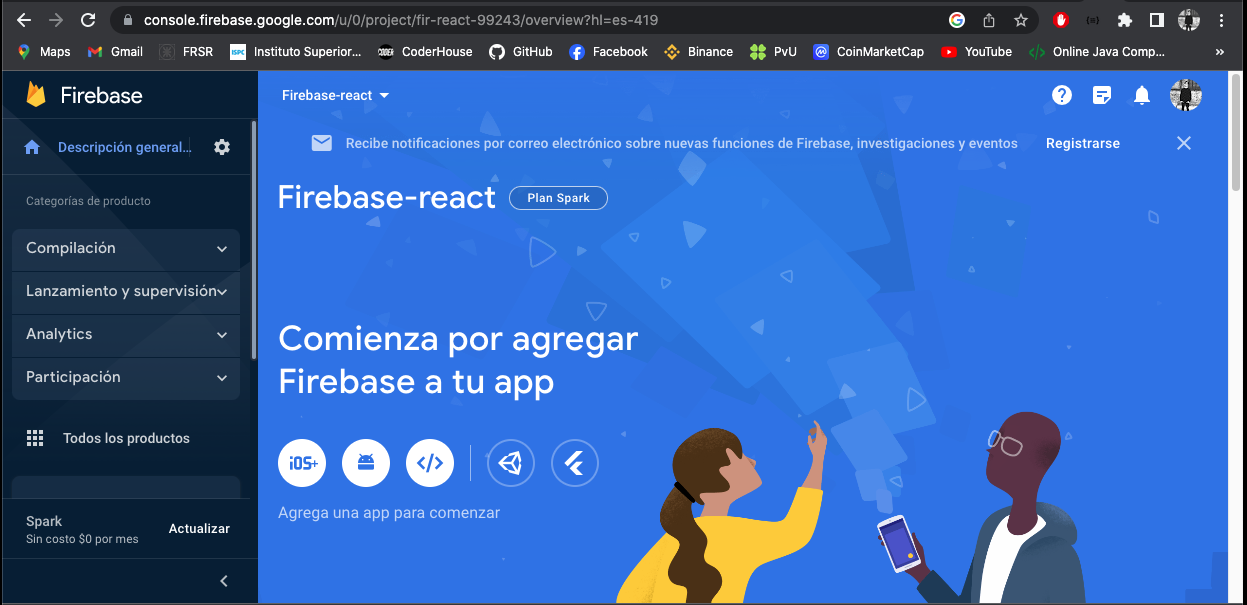 console.firebase.google.com/u/0/project/fir-react-99243/overview?hl=es-419
Maps Gmail FRSR Instituto Superior... CoderHouse GitHub Facebook Binance PvU CoinMarketCap YouTube Online Java Comp... »
Firebase
Firebase-react
Descripción general...
Recibe notificaciones por correo electrónico sobre nuevas funciones de Firebase, investigaciones y eventos Registrarse
Firebase-react Plan Spark
Categorías de producto
Compilación
Lanzamiento y supervisión
Analytics
Participación
Todos los productos
Comienza por agregar
Firebase a tu app
iOS+
Agrega una app para comenzar
Spark
Sin costo $0 por mes
Actualizar